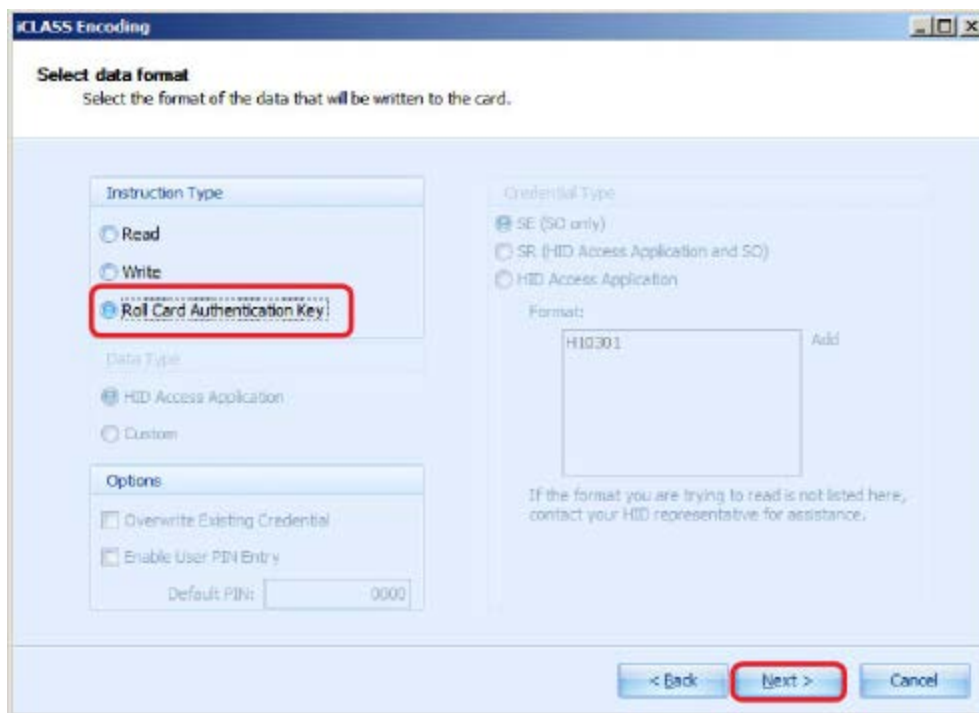 iCLASS Encoding
Select data format
Select the format of the data that will be written to the card.
Instruction Type
Read
Write
Roll Card Authentication Key
Data Type
HID Access Application
Custom
Options
Overwrite Existing Credential
Enable User PIN Entry
Default PIN: 0000
Credential Type
SE (SO only)
SR (HID Access Application and SO)
HID Access Application
Format:
H10301
Add
If the format you are trying to read is not listed here,
contact your HID representative for assistance.
< Back Next > Cancel